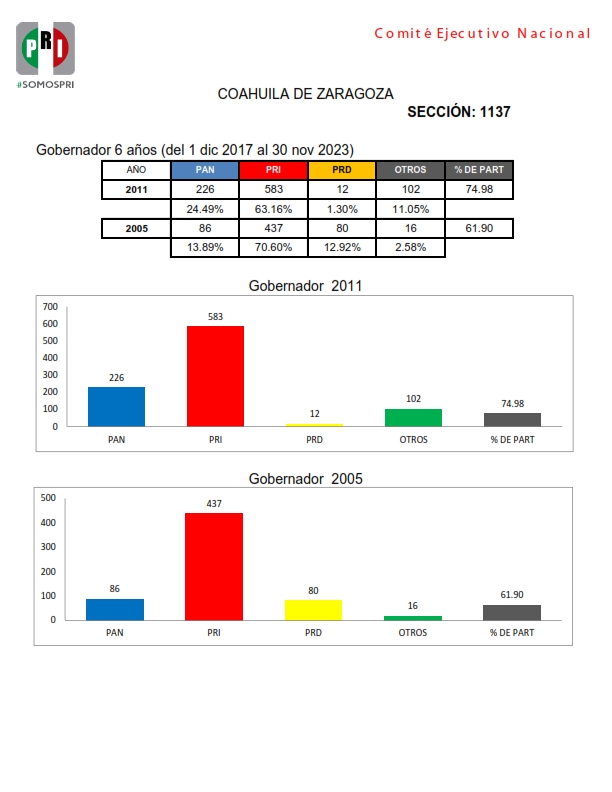 Comité Ejecutivo Nacional
PRI
#SOMOSPRI
COAHUILA DE ZARAGOZA
SECCIÓN: 1137
Gobernador 6 años (del 1 dic 2017 al 30 nov 2023)
AÑO PAN PRI PRD OTROS % DE PART
2011 226 583 12 102 74.98
24.49% 63.16% 1.30% 11.05%
2005 86 437 80 16 61.90
13.89% 70.60% 12.92% 2.58%
Gobernador 2011
700
600
500
400
300
200
100
0
226
583
12
102
74.98
PAN PRI PRD OTROS % DE PART
Gobernador 2005
500
400
300
200
100
0
86
437
80
16
61.90
PAN PRI PRD OTROS % DE PART